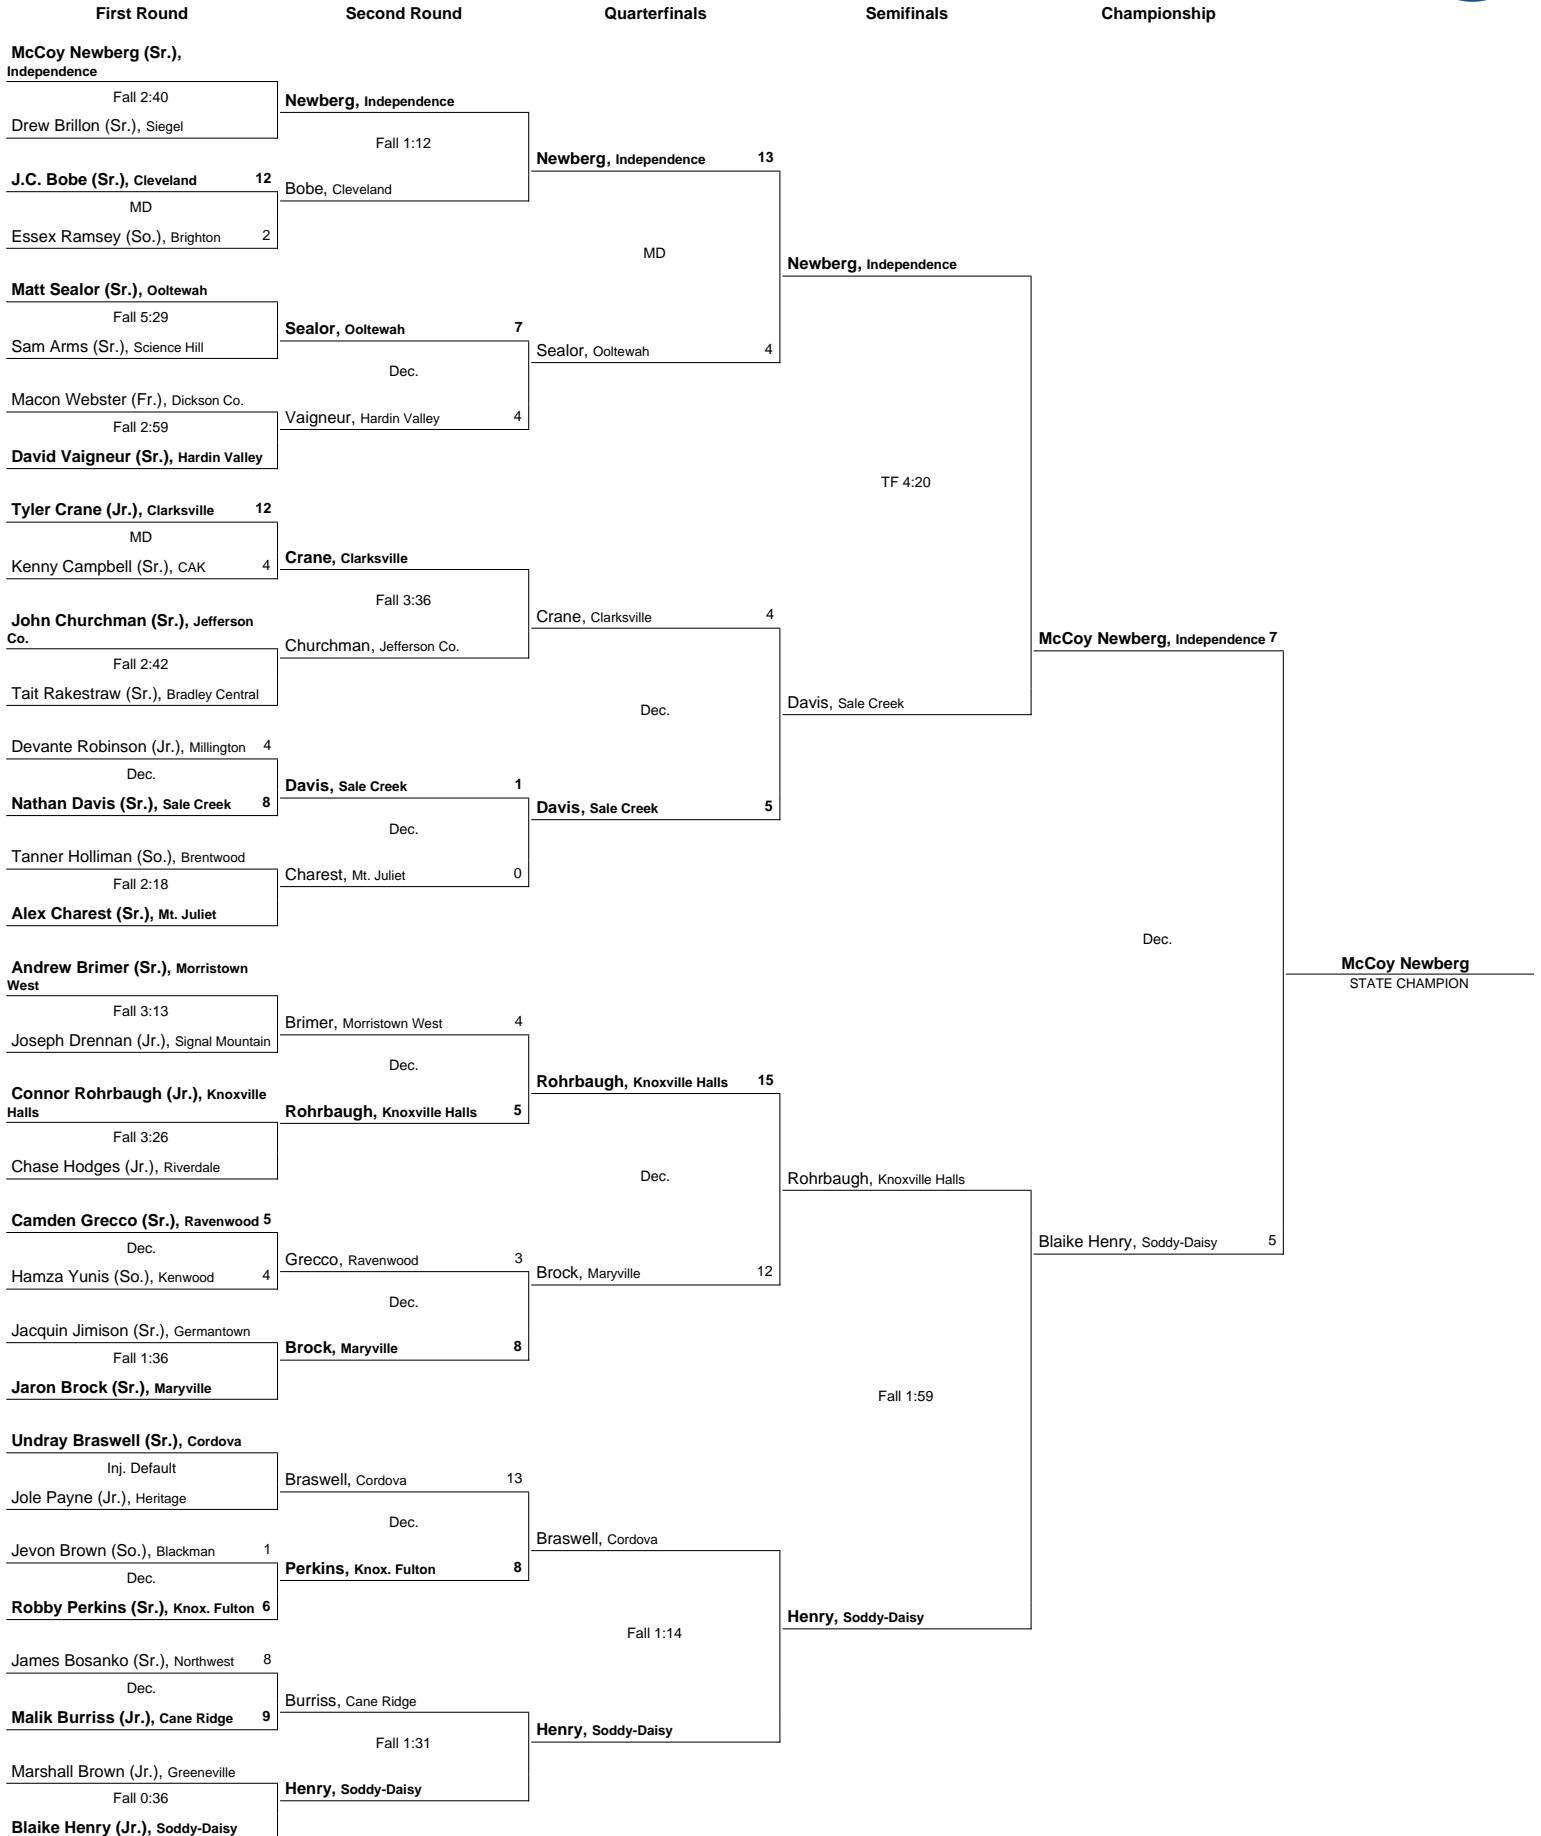 First Round
Second Round
Quarterfinals
Semifinals
Championship
McCoy Newberg (Sr.),
Independence
Fall 2:40
Drew Brillon (Sr.), Siegel
J.C. Bobe (Sr.), Cleveland 12
MD
Essex Ramsey (So.), Brighton 2
Matt Sealor (Sr.), Ooltewah
Fall 5:29
Sam Arms (Sr.), Science Hill
Macon Webster (Fr.), Dickson Co.
Fall 2:59
David Vaigneur (Sr.), Hardin Valley
Tyler Crane (Jr.), Clarksville 12
MD
Kenny Campbell (Sr.), CAK 4
John Churchman (Sr.), Jefferson
Co.
Fall 2:42
Tait Rakestraw (Sr.), Bradley Central
Devante Robinson (Jr.), Millington 4
Dec.
Nathan Davis (Sr.), Sale Creek 8
Tanner Holliman (So.), Brentwood
Fall 2:18
Alex Charest (Sr.), Mt. Juliet
Andrew Brimer (Sr.), Morristown
West
Fall 3:13
Joseph Drennan (Jr.), Signal Mountain
Connor Rohrbaugh (Jr.), Knoxville
Halls
Fall 3:26
Chase Hodges (Jr.), Riverdale
Camden Grecco (Sr.), Ravenwood 5
Dec.
Hamza Yunis (So.), Kenwood 4
Jacquin Jimison (Sr.), Germantown
Fall 1:36
Jaron Brock (Sr.), Maryville
Undray Braswell (Sr.), Cordova
Inj. Default
Jole Payne (Jr.), Heritage
Jevon Brown (So.), Blackman 1
Dec.
Robby Perkins (Sr.), Knox. Fulton 6
James Bosanko (Sr.), Northwest 8
Dec.
Malik Burriss (Jr.), Cane Ridge 9
Marshall Brown (Jr.), Greeneville
Fall 0:36
Blaike Henry (Jr.), Soddy-Daisy
Newberg, Independence
Fall 1:12
Bobe, Cleveland
Sealor, Ooltewah 7
Dec.
Vaigneur, Hardin Valley 4
Crane, Clarksville
Fall 3:36
Churchman, Jefferson Co.
Davis, Sale Creek 1
Dec.
Charest, Mt. Juliet 0
Brimer, Morristown West 4
Dec.
Rohrbaugh, Knoxville Halls 5
Grecco, Ravenwood 3
Dec.
Brock, Maryville 8
Braswell, Cordova 13
Dec.
Perkins, Knox. Fulton 8
Burriss, Cane Ridge
Fall 1:31
Henry, Soddy-Daisy
Newberg, Independence 13
MD
Sealor, Ooltewah 4
Crane, Clarksville 4
Dec.
Davis, Sale Creek 5
Rohrbaugh, Knoxville Halls 15
Dec.
Brock, Maryville 12
Braswell, Cordova
Fall 1:14
Henry, Soddy-Daisy
Newberg, Independence
TF 4:20
Davis, Sale Creek
Rohrbaugh, Knoxville Halls
Fall 1:59
Henry, Soddy-Daisy
McCoy Newberg, Independence 7
Dec.
Blaike Henry, Soddy-Daisy 5
McCoy Newberg
STATE CHAMPION